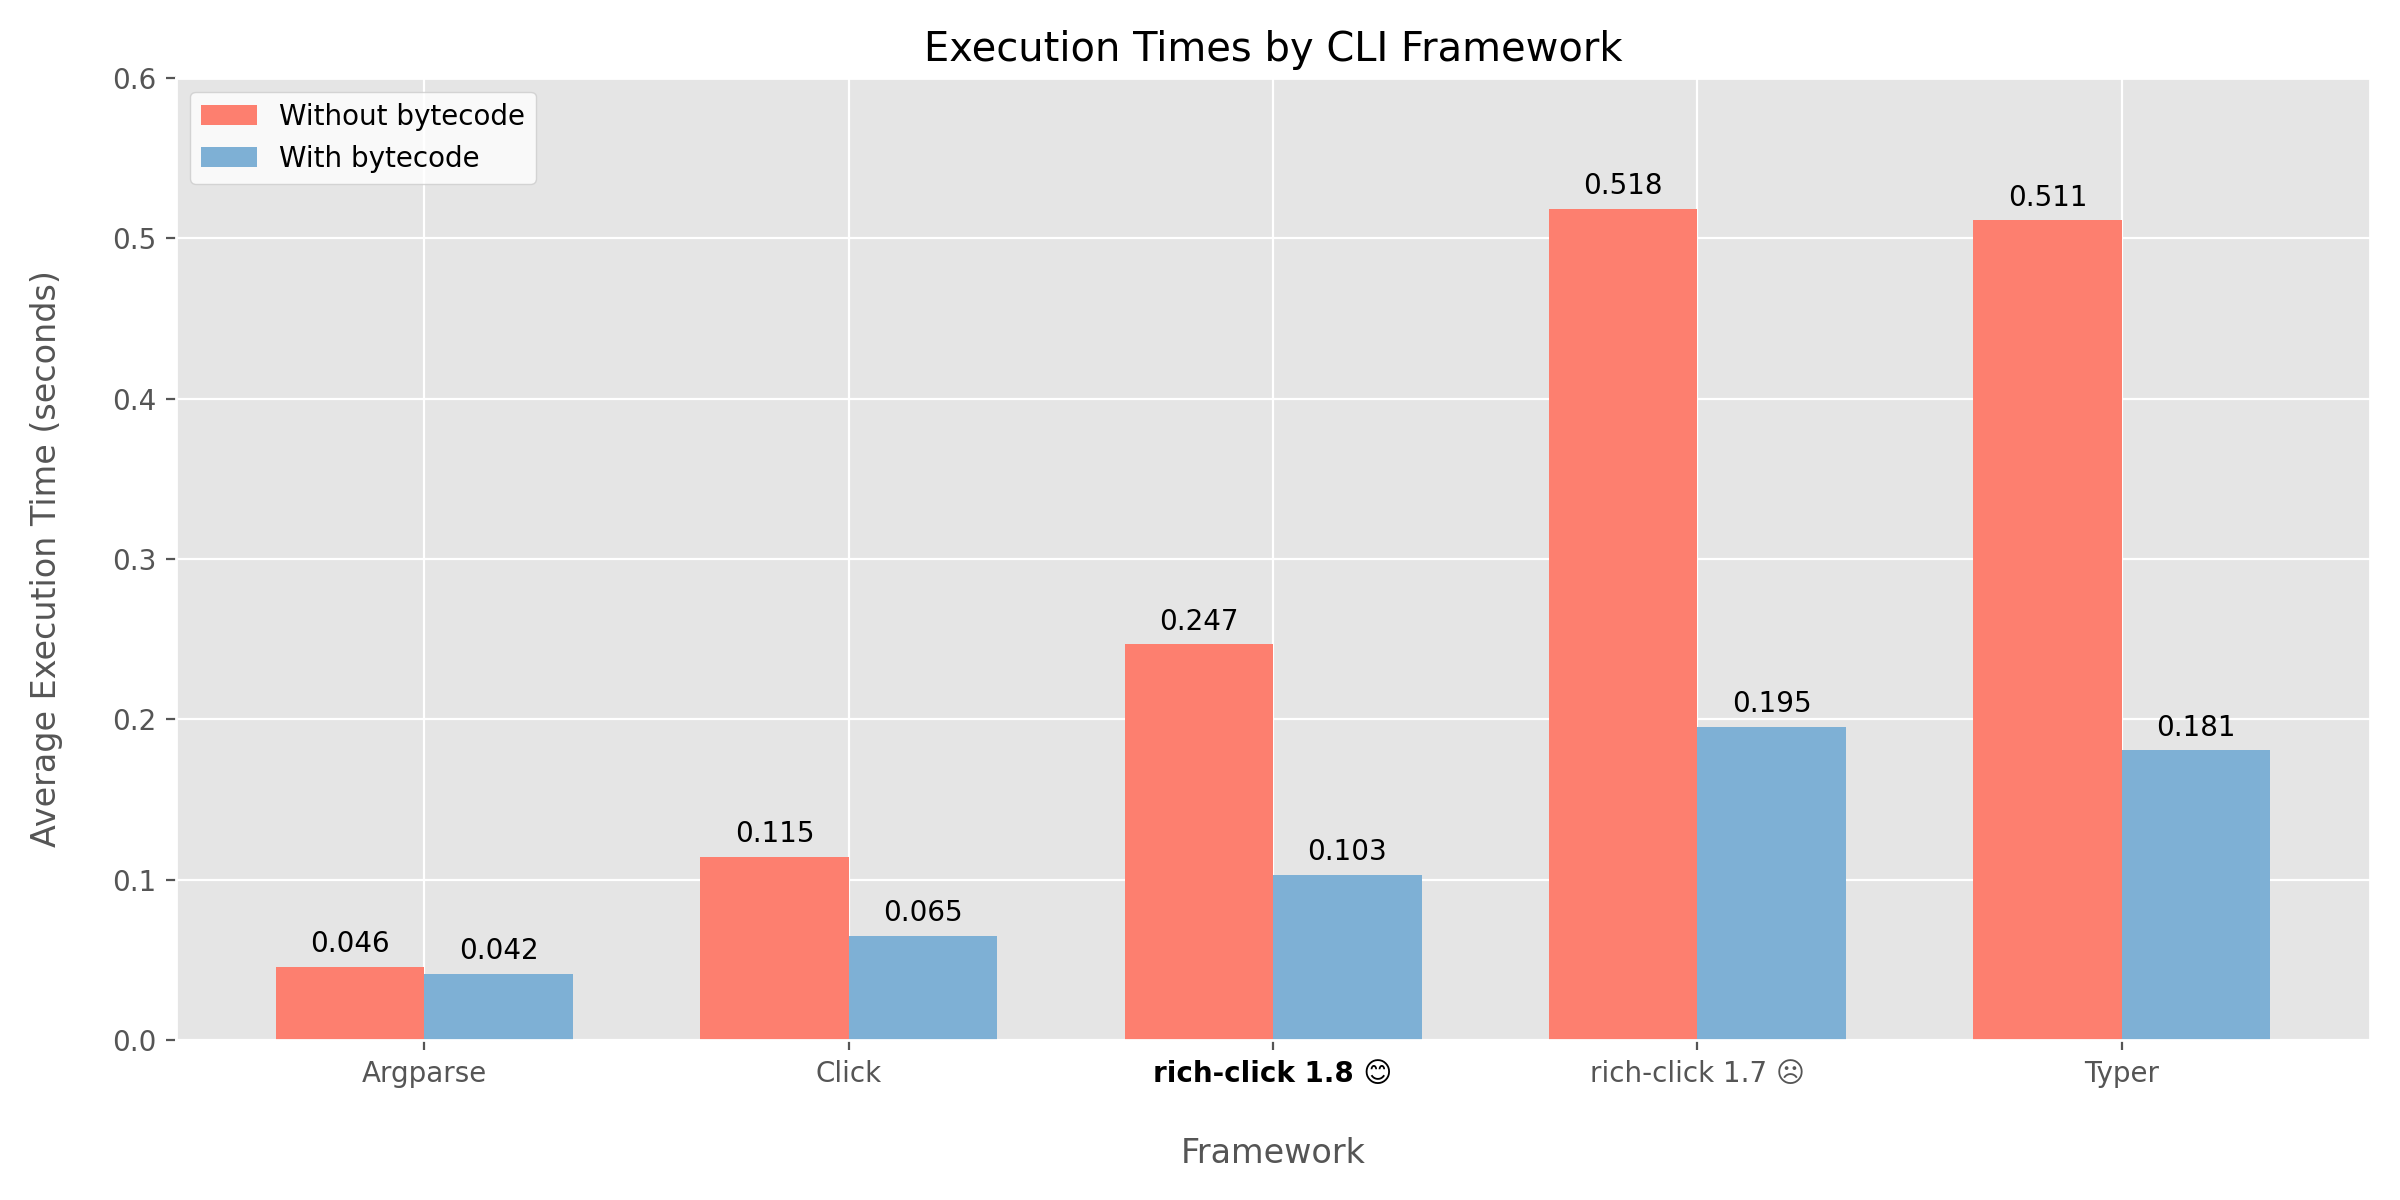 Execution Times by CLI Framework
Without bytecode
With bytecode
Average Execution Time (seconds)
0.6
0.5
0.4
0.3
0.2
0.1
0.0
0.046
0.042
0.115
0.065
0.247
0.103
0.518
0.195
0.511
0.181
Argparse
Click
rich-click 1.8 😊
rich-click 1.7 ☹
Typer
Framework